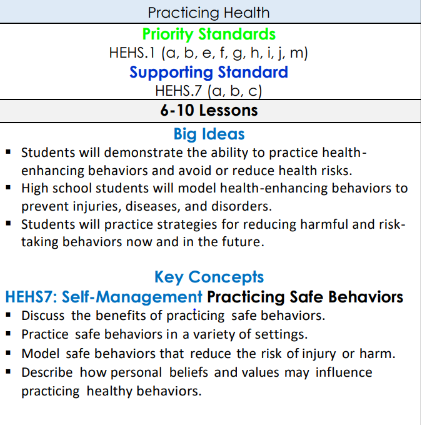 Practicing Health
Priority Standards
HEHS.1 (a, b, e, f, g, h, i, j, m)
Supporting Standard
HEHS.7 (a, b, c)
6-10 Lessons
Big Ideas
▪ Students will demonstrate the ability to practice health-
enhancing behaviors and avoid or reduce health risks.
▪ High school students will model health-enhancing behaviors to
prevent injuries, diseases, and disorders.
▪ Students will practice strategies for reducing harmful and risk-
taking behaviors now and in the future.
Key Concepts
HEHS7: Self-Management Practicing Safe Behaviors
▪ Discuss the benefits of practicing safe behaviors.
▪ Practice safe behaviors in a variety of settings.
▪ Model safe behaviors that reduce the risk of injury or harm.
▪ Describe how personal beliefs and values may influence
practicing healthy behaviors.